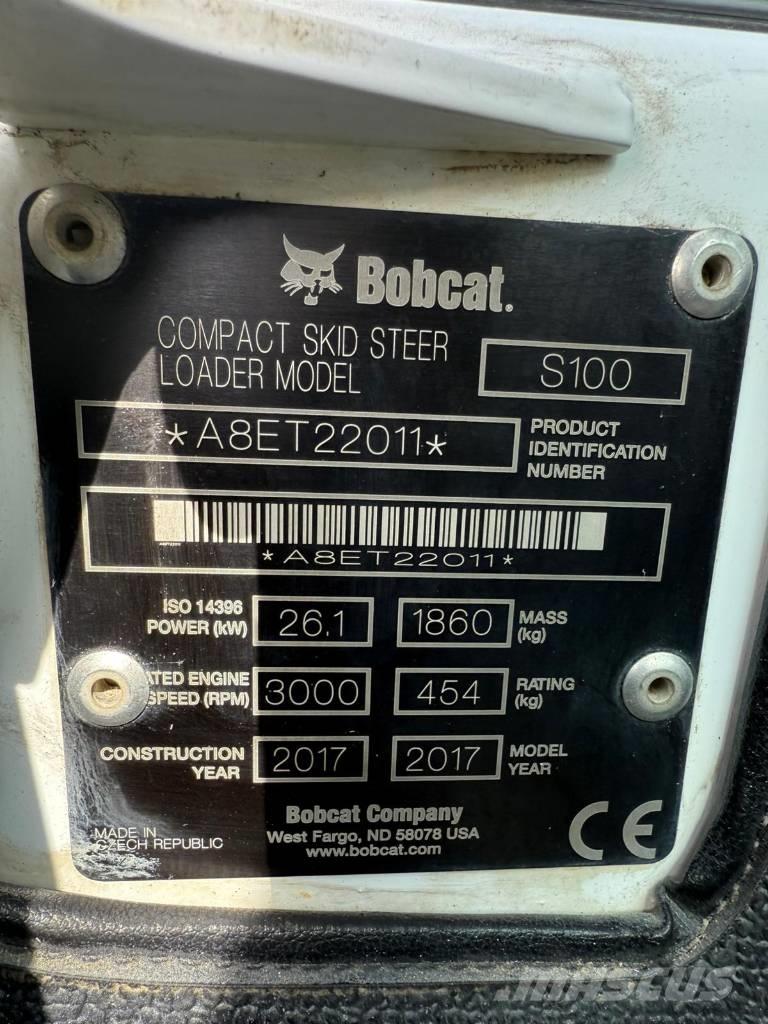 Bobcat.
COMPACT SKID STEER
LOADER MODEL
S100
*A8ET22011*
PRODUCT
IDENTIFICATION
NUMBER
*A8ET22011*
ISO 14396
POWER (kW)
26.1
1860
MASS
(kg)
ATED ENGINE
SPEED (RPM)
3000
454
RATING
(kg)
CONSTRUCTION
YEAR
2017
2017
MODEL
YEAR
Bobcat Company
West Fargo, ND 58078 USA
www.bobcat.com
MADE IN
CZECH REPUBLIC
CE
MASCUS